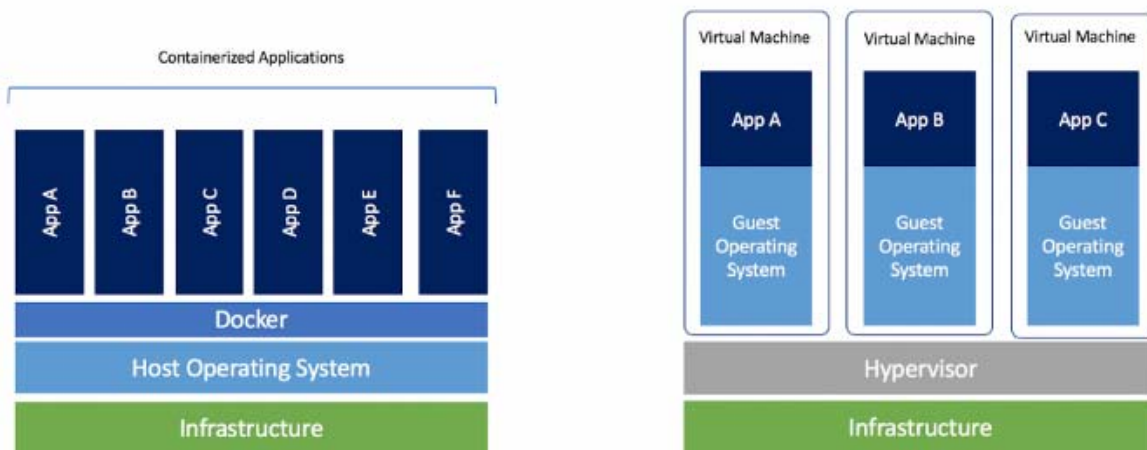 Containerized Applications
App A
App B
App C
App D
App E
App F
Docker
Host Operating System
Infrastructure
Virtual Machine
App A
Guest
Operating
System
Virtual Machine
App B
Guest
Operating
System
Virtual Machine
App C
Guest
Operating
System
Hypervisor
Infrastructure